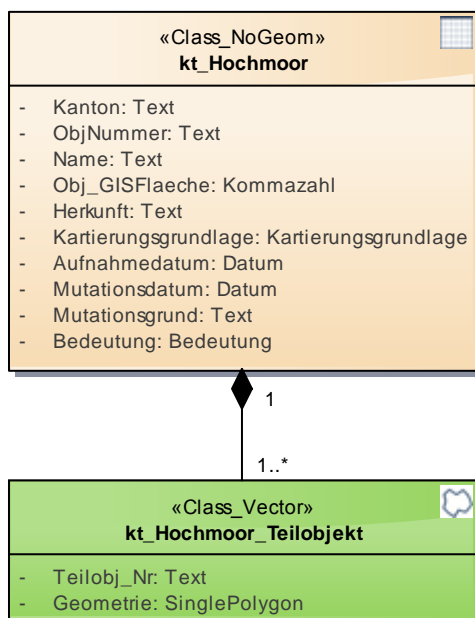 «Class_NoGeom»
kt_Hochmoor
- Kanton: Text
- ObjNummer: Text
- Name: Text
- Obj_GISFlaeche: Kommazahl
- Herkunft: Text
- Kartierungsgrundlage: Kartierungsgrundlage
- Aufnahmedatum: Datum
- Mutationsdatum: Datum
- Mutationsgrund: Text
- Bedeutung: Bedeutung
1
1..*
«Class_Vector»
kt_Hochmoor_Teilobjekt
- Teilobj_Nr: Text
- Geometrie: SinglePolygon